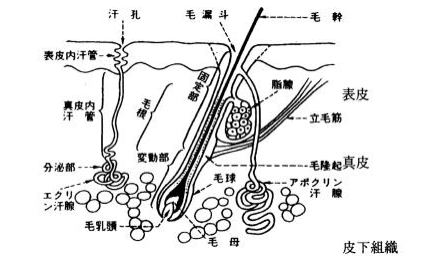 汗孔
毛漏斗
毛幹
表皮内汗管
固定部
脂腺
表皮
真皮内
汗管
毛根
立毛筋
変動部
毛隆起
真皮
分泌部
毛球
エクリ
ン汗腺
アポクリン
汗腺
毛乳頭
毛母
皮下組織